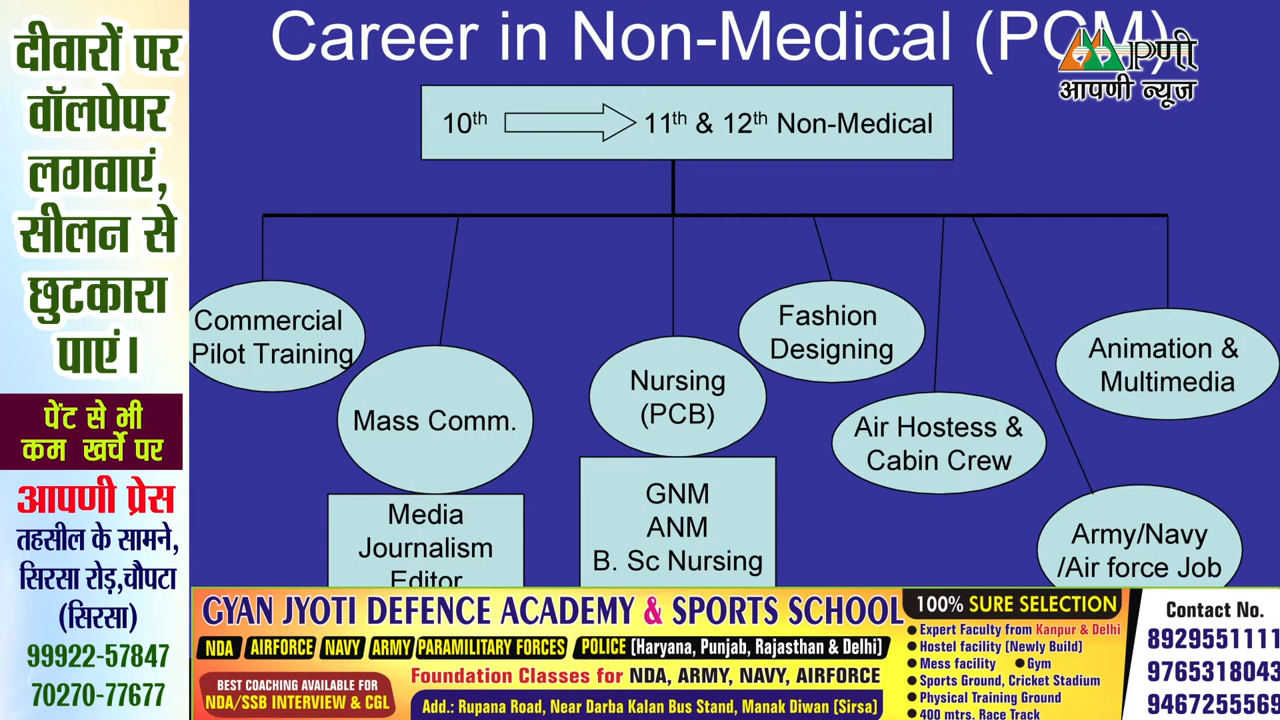 दीवारों पर
वॉलपेपर
लगवाएं,
सीलन से
छुटकारा
पाएं।
पेंट से भी
कम खर्चे पर
आपणी प्रेस
तहसील के सामने,
सिरसा रोड़,चौपटा
(सिरसा)
99922-57847
70270-77677
Career in Non-Medical (PCM)
आपणी न्यूज
10th 11th & 12th Non-Medical
Commercial
Pilot Training
Mass Comm.
Media
Journalism
Editor
Nursing
(PCB)
GNM
ANM
B. Sc Nursing
Fashion
Designing
Air Hostess &
Cabin Crew
Animation &
Multimedia
Army/Navy
/Air force Job
GYAN JYOTI DEFENCE ACADEMY & SPORTS SCHOOL
NDA AIRFORCE NAVY ARMY PARAMILITARY FORCES POLICE (Haryana, Punjab, Rajasthan & Delhi)
BEST COACHING AVAILABLE FOR
NDA/SSB INTERVIEW & CGL
Foundation Classes for NDA, ARMY, NAVY, AIRFORCE
Add.: Rupana Road, Near Darba Kalan Bus Stand, Manak Diwan (Sirsa)
100% SURE SELECTION
Expert Faculty from Kanpur & Delhi
Hostel facility (Newly Build)
Mess facility Gym
Sports Ground, Cricket Stadium
Physical Training Ground
400 mtrs. Race Track
Contact No.
8929551111
9765318043
9467255569